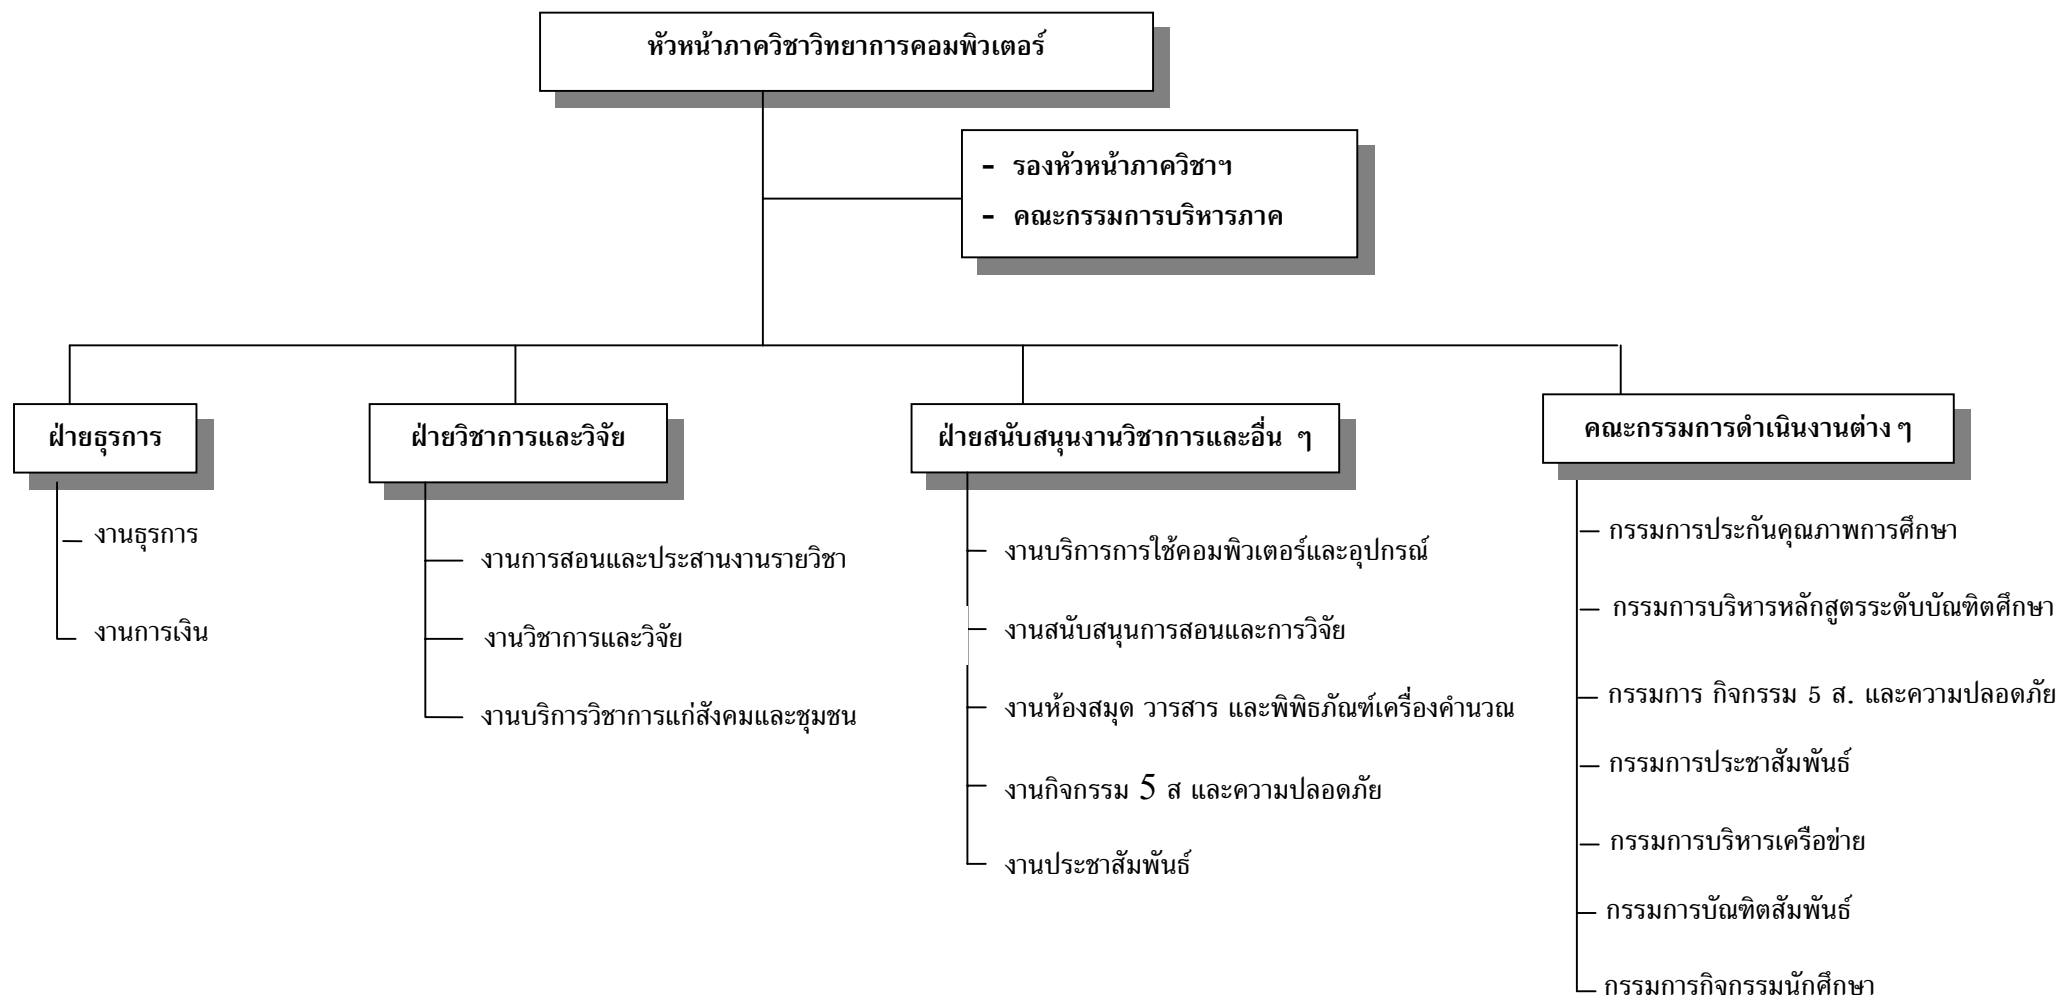 หัวหน้าภาควิชาวิทยาการคอมพิวเตอร์
- รองหัวหน้าภาควิชาฯ
- คณะกรรมการบริหารภาค
ฝ่ายธุรการ
งานธุรการ
งานการเงิน
ฝ่ายวิชาการและวิจัย
งานการสอนและประสานงานรายวิชา
งานวิชาการและวิจัย
งานบริการวิชาการแก่สังคมและชุมชน
ฝ่ายสนับสนุนงานวิชาการและอื่น ๆ
งานบริการการใช้คอมพิวเตอร์และอุปกรณ์
งานสนับสนุนการสอนและการวิจัย
งานห้องสมุด วารสาร และพิพิธภัณฑ์เครื่องคำนวณ
งานกิจกรรม 5 ส และความปลอดภัย
งานประชาสัมพันธ์
คณะกรรมการดำเนินงานต่าง ๆ
กรรมการประกันคุณภาพการศึกษา
กรรมการบริหารหลักสูตรระดับบัณฑิตศึกษา
กรรมการ กิจกรรม 5 ส. และความปลอดภัย
กรรมการประชาสัมพันธ์
กรรมการบริหารเครือข่าย
กรรมการบัณฑิตสัมพันธ์
กรรมการกิจกรรมนักศึกษา